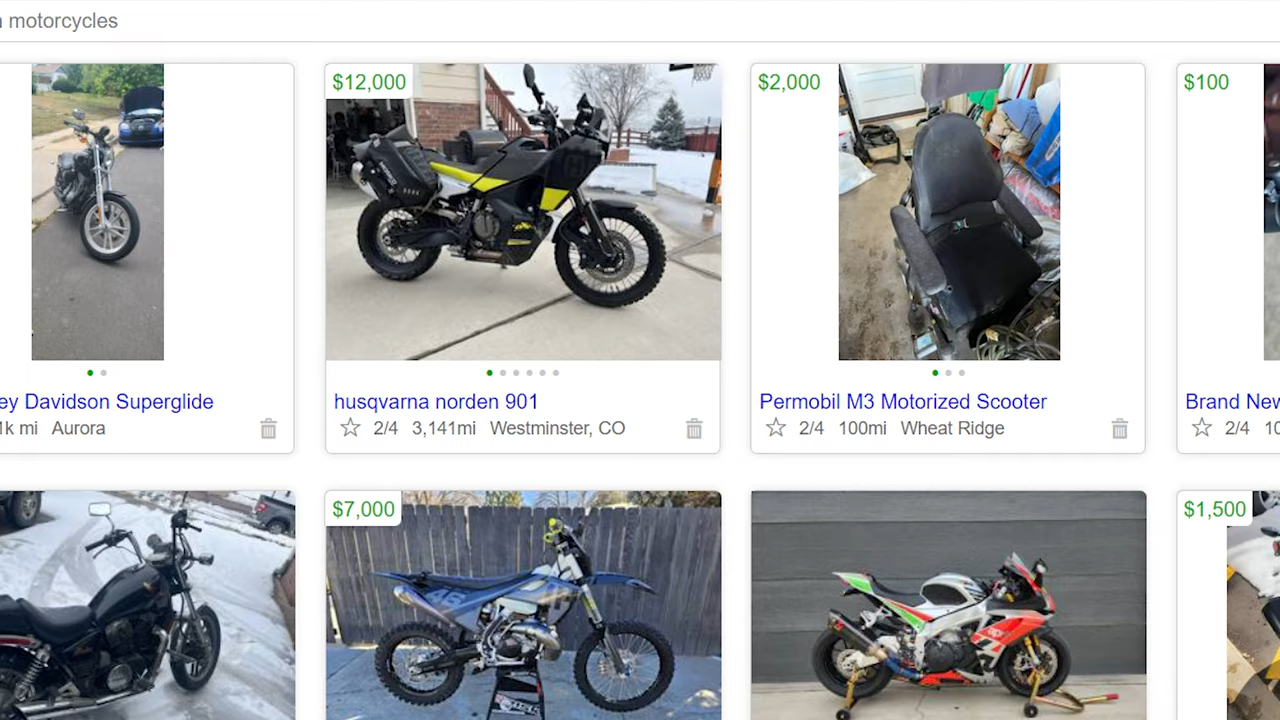 motorcycles
$12,000
$2,000
$100
ey Davidson Superglide
1k mi Aurora
husqvarna norden 901
2/4 3,141mi Westminster, CO
Permobil M3 Motorized Scooter
2/4 100mi Wheat Ridge
Brand New
2/4 10
$7,000
$1,500